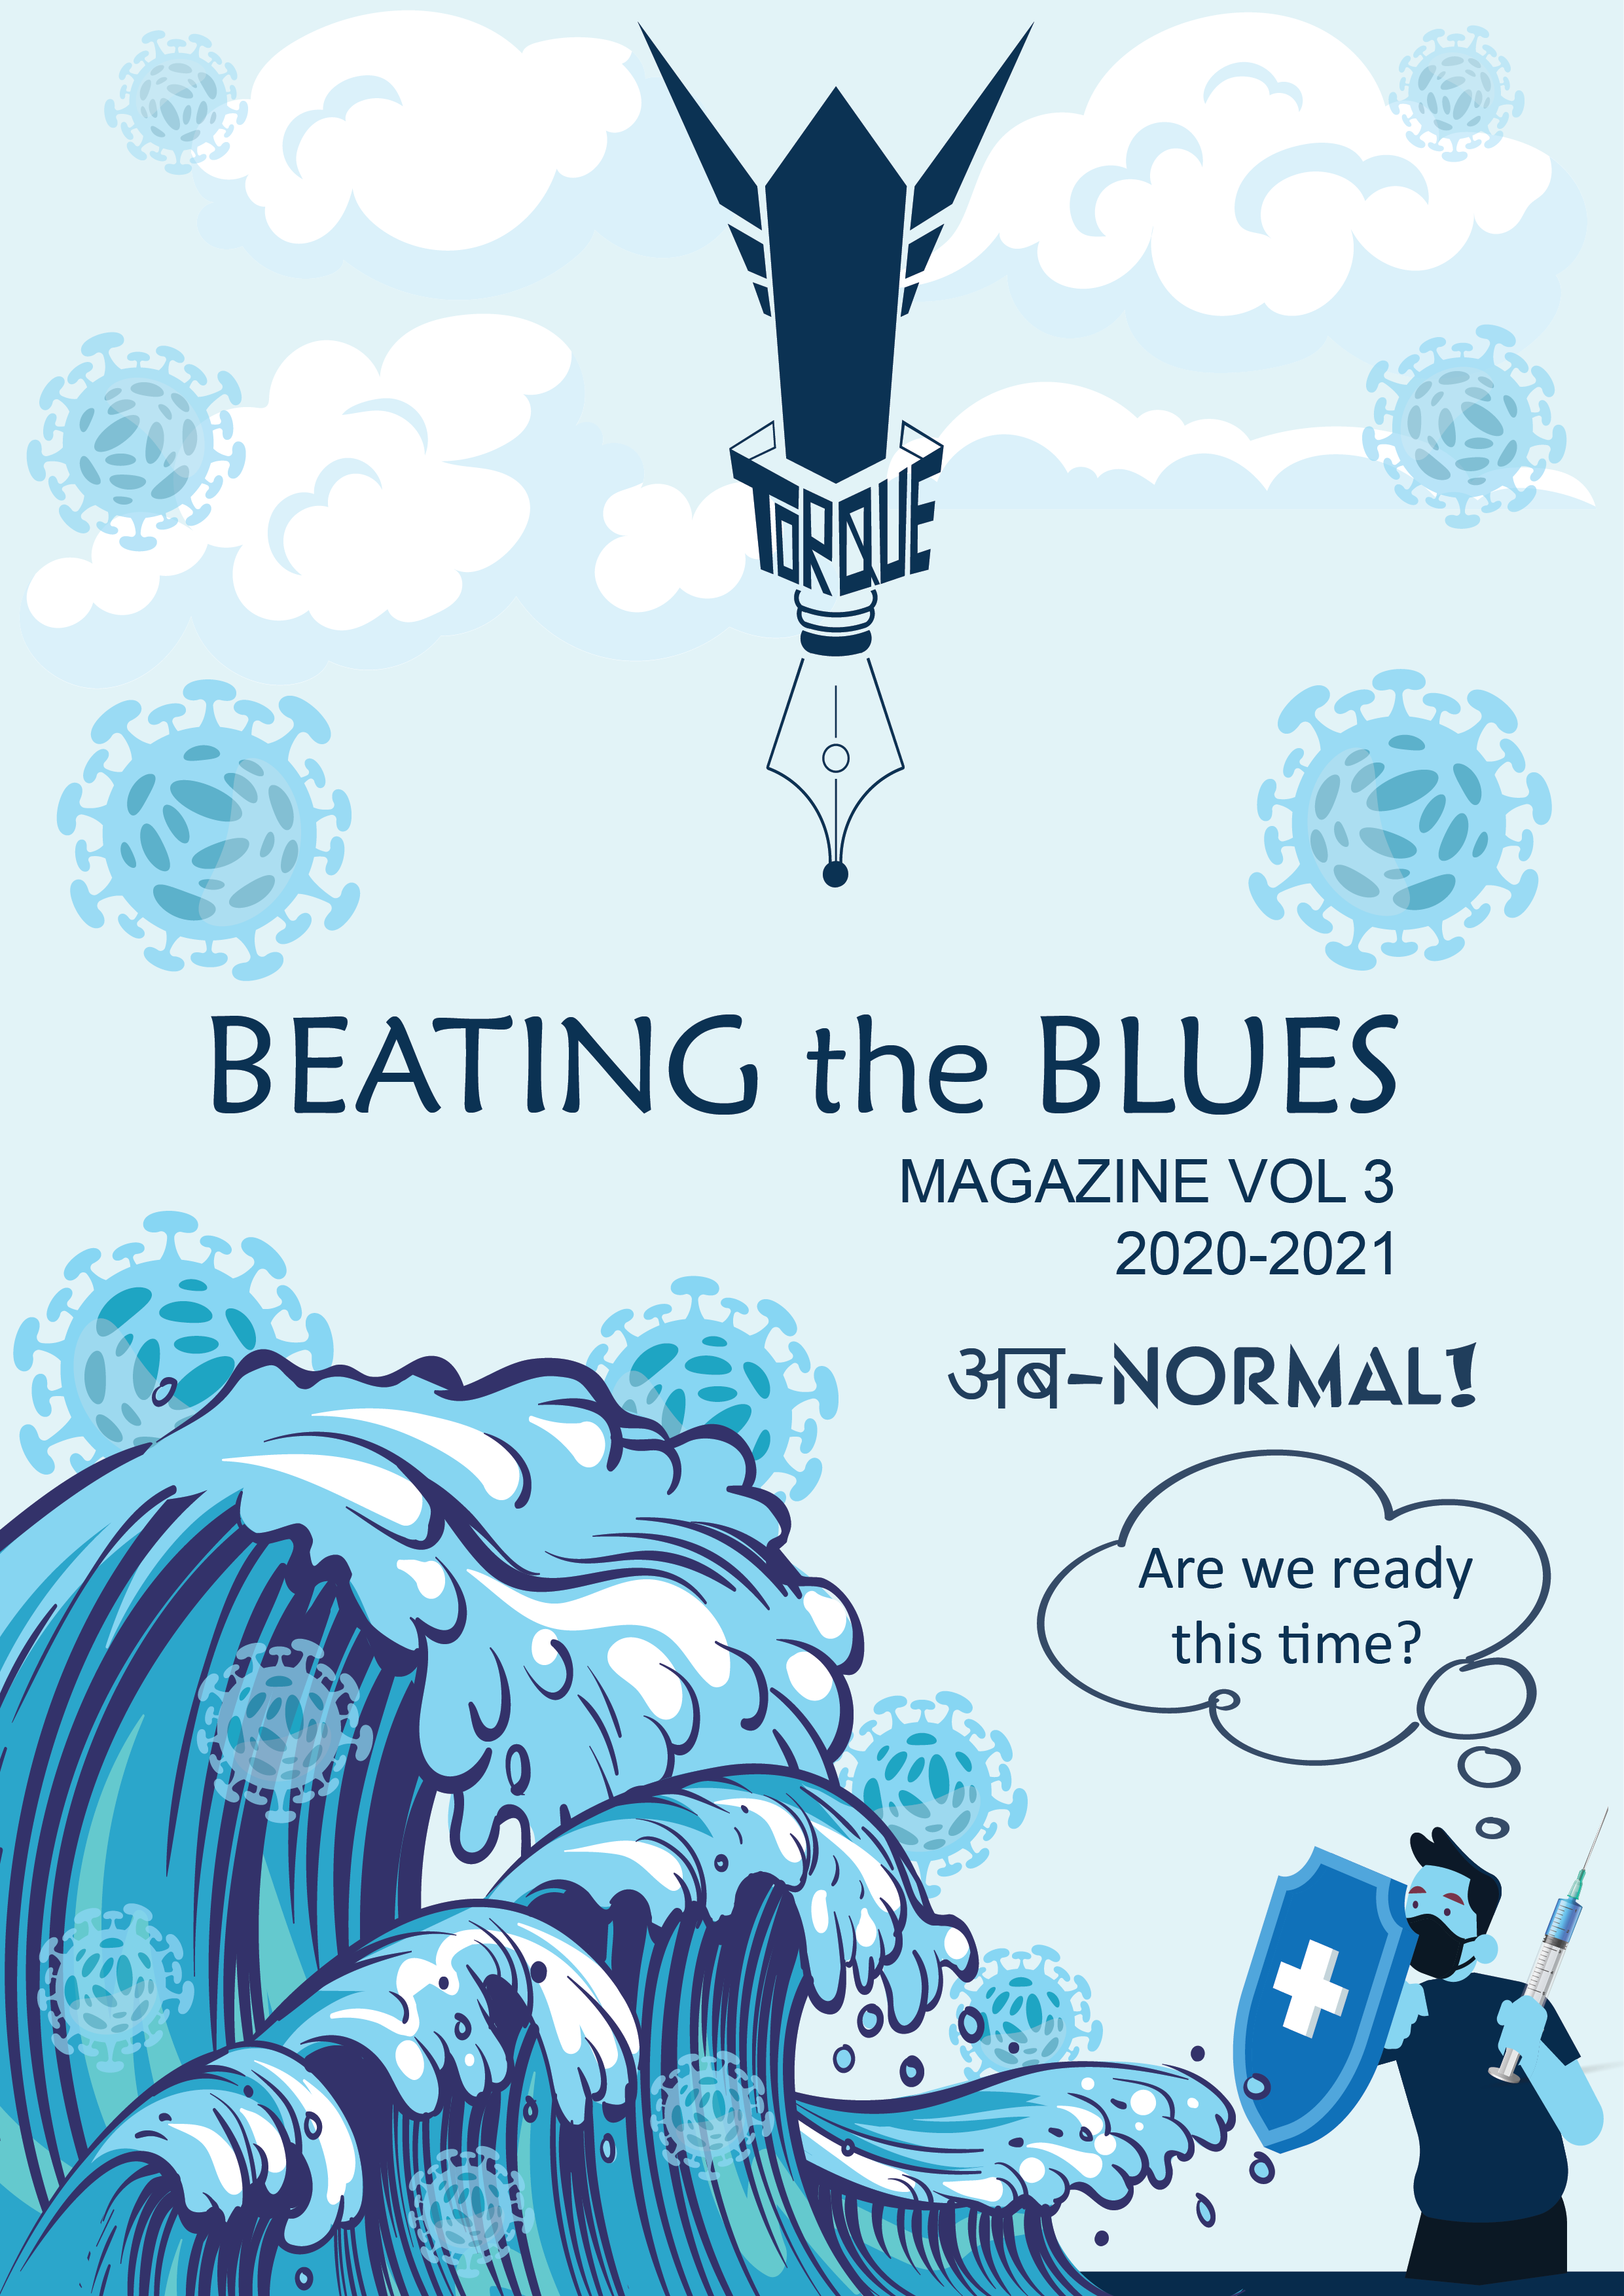 TORQUE
BEATING the BLUES
MAGAZINE VOL 3
2020-2021
अब-NORMAL!
Are we ready
this time?